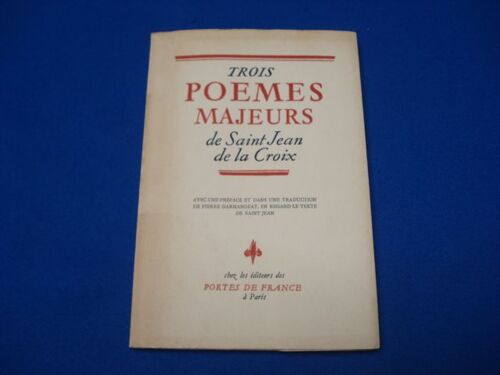 TROIS
POEMES
MAJEURS
de Saint Jean
de la Croix
AVEC UNE PRÉFACE ET DANS UNE TRADUCTION
DE PIERRE DARMANGEAT, EN REGARD LE TEXTE
DE SAINT JEAN
chez les éditeurs des
PORTES DE FRANCE
à Paris